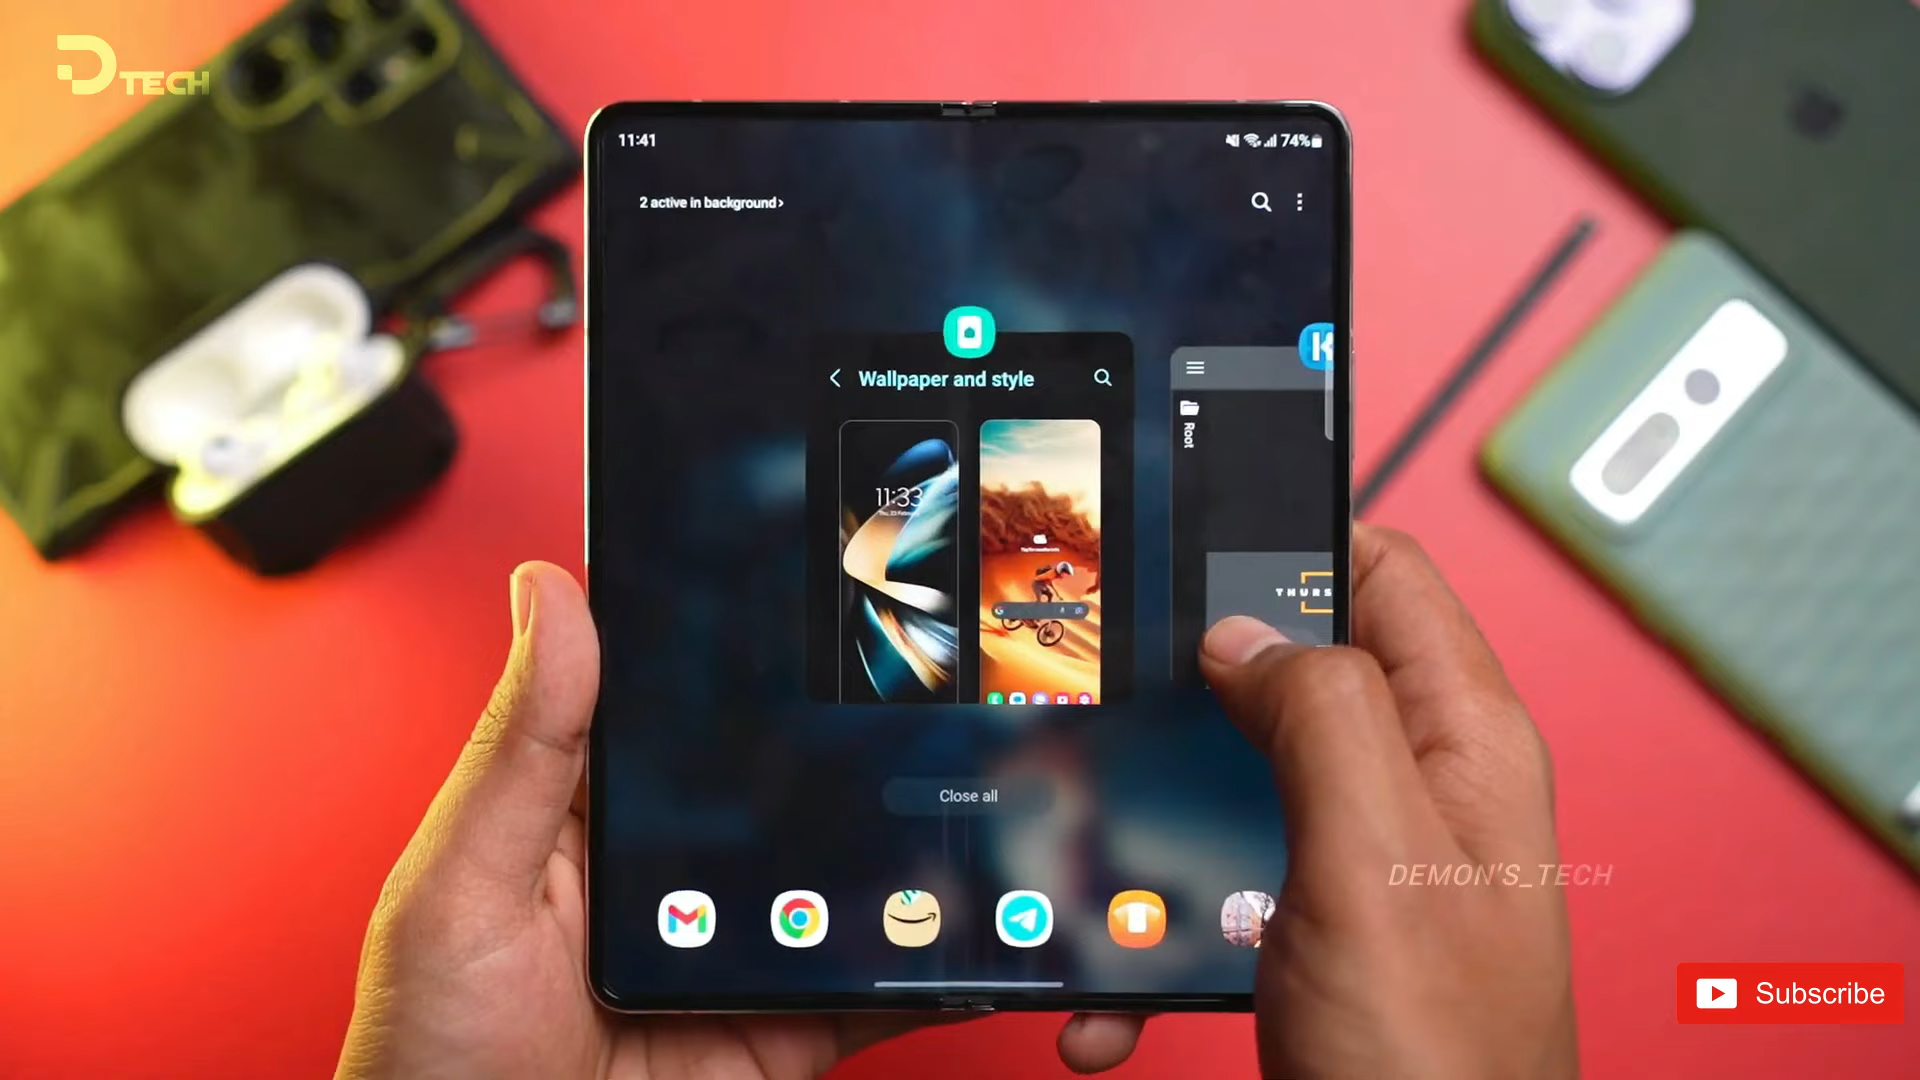 D TECH
11:41
74%
2 active in background >
Wallpaper and style
11:33
Root
THURS
Close all
DEMON'S_TECH
Subscribe